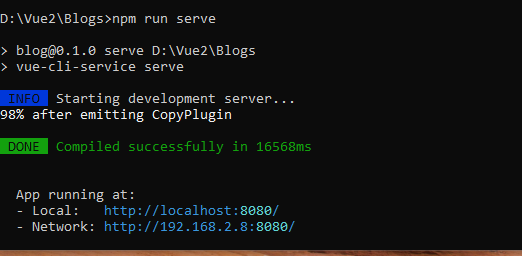 D:\Vue2\Blogs>npm run serve
> blog@0.1.0 serve D:\Vue2\Blogs
> vue-cli-service serve
INFO Starting development server...
98% after emitting CopyPlugin
DONE Compiled successfully in 16568ms
App running at:
- Local: http://localhost:8080/
- Network: http://192.168.2.8:8080/